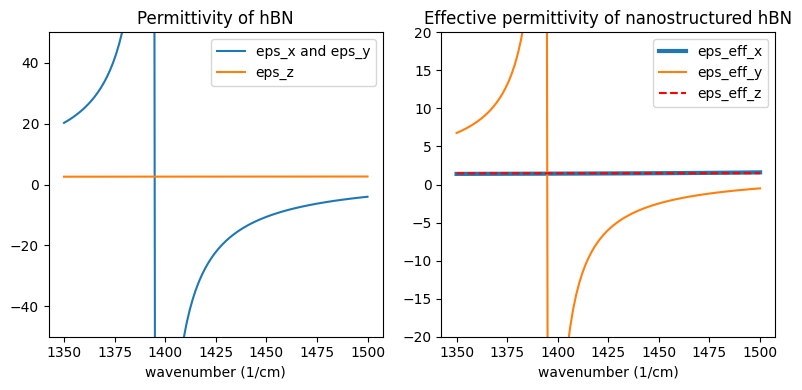 Permittivity of hBN
eps_x and eps_y
eps_z
40
20
0
−20
−40
1350 1375 1400 1425 1450 1475 1500
wavenumber (1/cm)
Effective permittivity of nanostructured hBN
eps_eff_x
eps_eff_y
eps_eff_z
20
15
10
5
0
−5
−10
−15
−20
1350 1375 1400 1425 1450 1475 1500
wavenumber (1/cm)